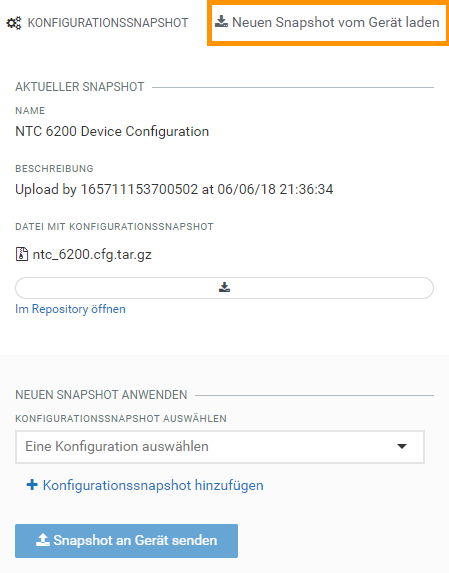 KONFIGURATIONSSNAPSHOT
Neuen Snapshot vom Gerät laden
AKTUELLER SNAPSHOT
NAME
NTC 6200 Device Configuration
BESCHREIBUNG
Upload by 165711153700502 at 06/06/18 21:36:34
DATEI MIT KONFIGURATIONSSNAPSHOT
ntc_6200.cfg.tar.gz
Im Repository öffnen
NEUEN SNAPSHOT ANWENDEN
KONFIGURATIONSSNAPSHOT AUSWÄHLEN
Eine Konfiguration auswählen
Konfigurationssnapshot hinzufügen
Snapshot an Gerät senden